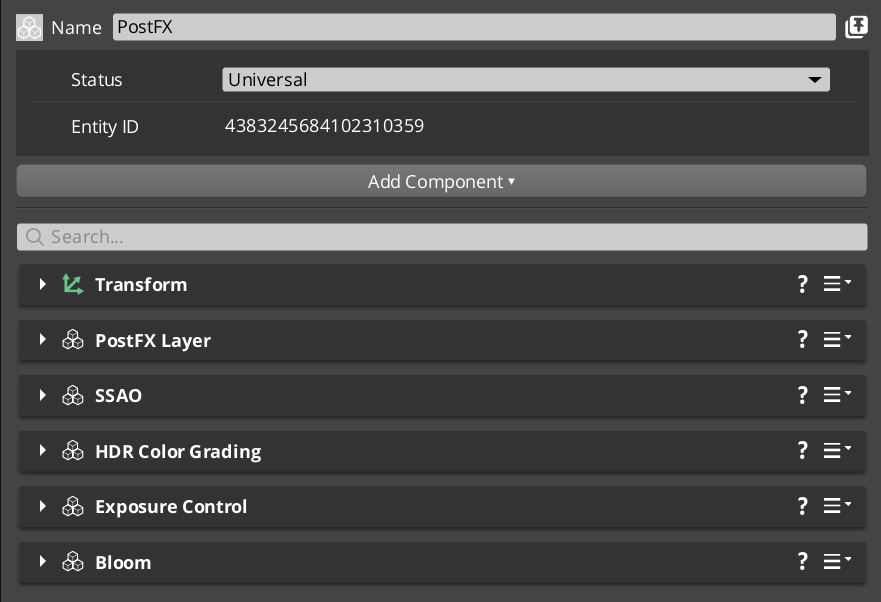 Name PostFX
Status Universal
Entity ID 4383245684102310359
Add Component ▾
Search...
Transform ?
PostFX Layer ?
SSAO ?
HDR Color Grading ?
Exposure Control ?
Bloom ?